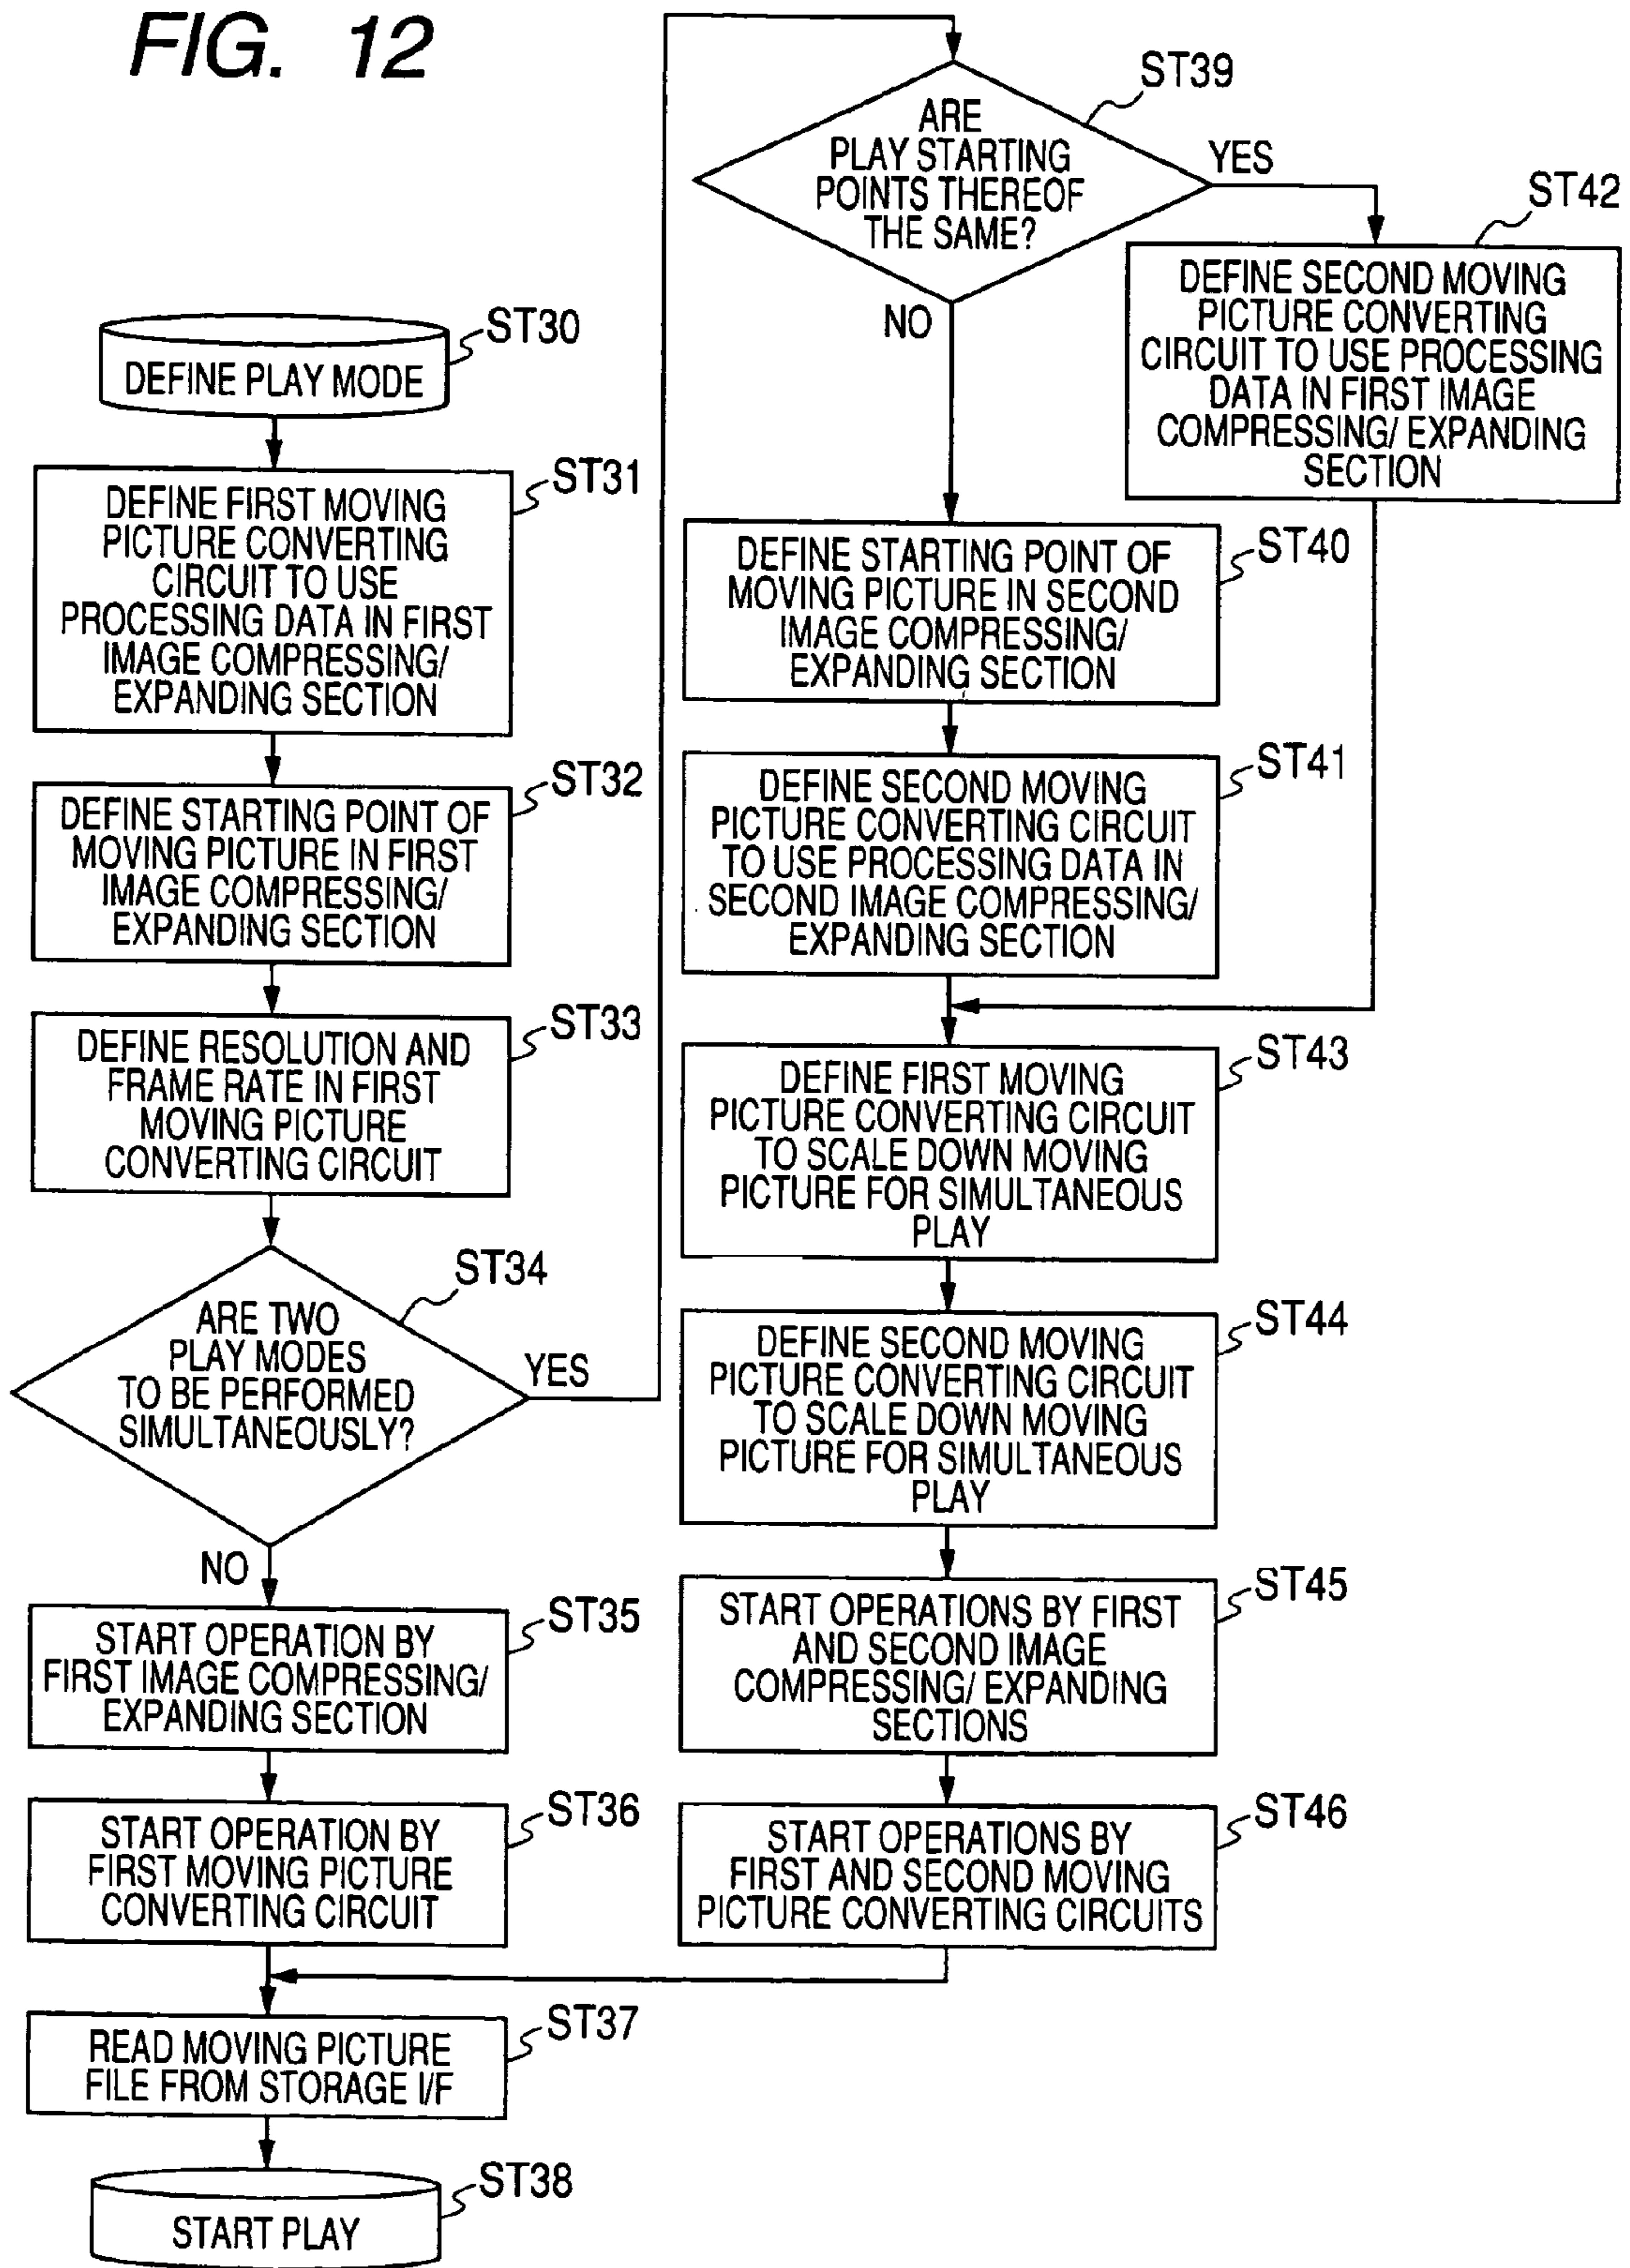 FIG. 12
ST30
DEFINE PLAY MODE
ST31
DEFINE FIRST MOVING
PICTURE CONVERTING
CIRCUIT TO USE
PROCESSING DATA IN FIRST
IMAGE COMPRESSING/
EXPANDING SECTION
ST32
DEFINE STARTING POINT OF
MOVING PICTURE IN FIRST
IMAGE COMPRESSING/
EXPANDING SECTION
ST33
DEFINE RESOLUTION AND
FRAME RATE IN FIRST
MOVING PICTURE
CONVERTING CIRCUIT
ST34
ARE TWO
PLAY MODES
TO BE PERFORMED
SIMULTANEOUSLY?
YES
NO
ST35
START OPERATION BY
FIRST IMAGE COMPRESSING/
EXPANDING SECTION
ST36
START OPERATION BY
FIRST MOVING PICTURE
CONVERTING CIRCUIT
ST37
READ MOVING PICTURE
FILE FROM STORAGE I/F
ST38
START PLAY
ST39
ARE
PLAY STARTING
POINTS THEREOF
THE SAME?
YES
NO
ST42
DEFINE SECOND MOVING
PICTURE CONVERTING
CIRCUIT TO USE PROCESSING
DATA IN FIRST IMAGE
COMPRESSING/ EXPANDING
SECTION
ST40
DEFINE STARTING POINT OF
MOVING PICTURE IN SECOND
IMAGE COMPRESSING/
EXPANDING SECTION
ST41
DEFINE SECOND MOVING
PICTURE CONVERTING CIRCUIT
TO USE PROCESSING DATA IN
SECOND IMAGE COMPRESSING/
EXPANDING SECTION
ST43
DEFINE FIRST MOVING
PICTURE CONVERTING CIRCUIT
TO SCALE DOWN MOVING
PICTURE FOR SIMULTANEOUS
PLAY
ST44
DEFINE SECOND MOVING
PICTURE CONVERTING CIRCUIT
TO SCALE DOWN MOVING
PICTURE FOR SIMULTANEOUS
PLAY
ST45
START OPERATIONS BY FIRST
AND SECOND IMAGE
COMPRESSING/ EXPANDING
SECTIONS
ST46
START OPERATIONS BY
FIRST AND SECOND MOVING
PICTURE CONVERTING CIRCUITS